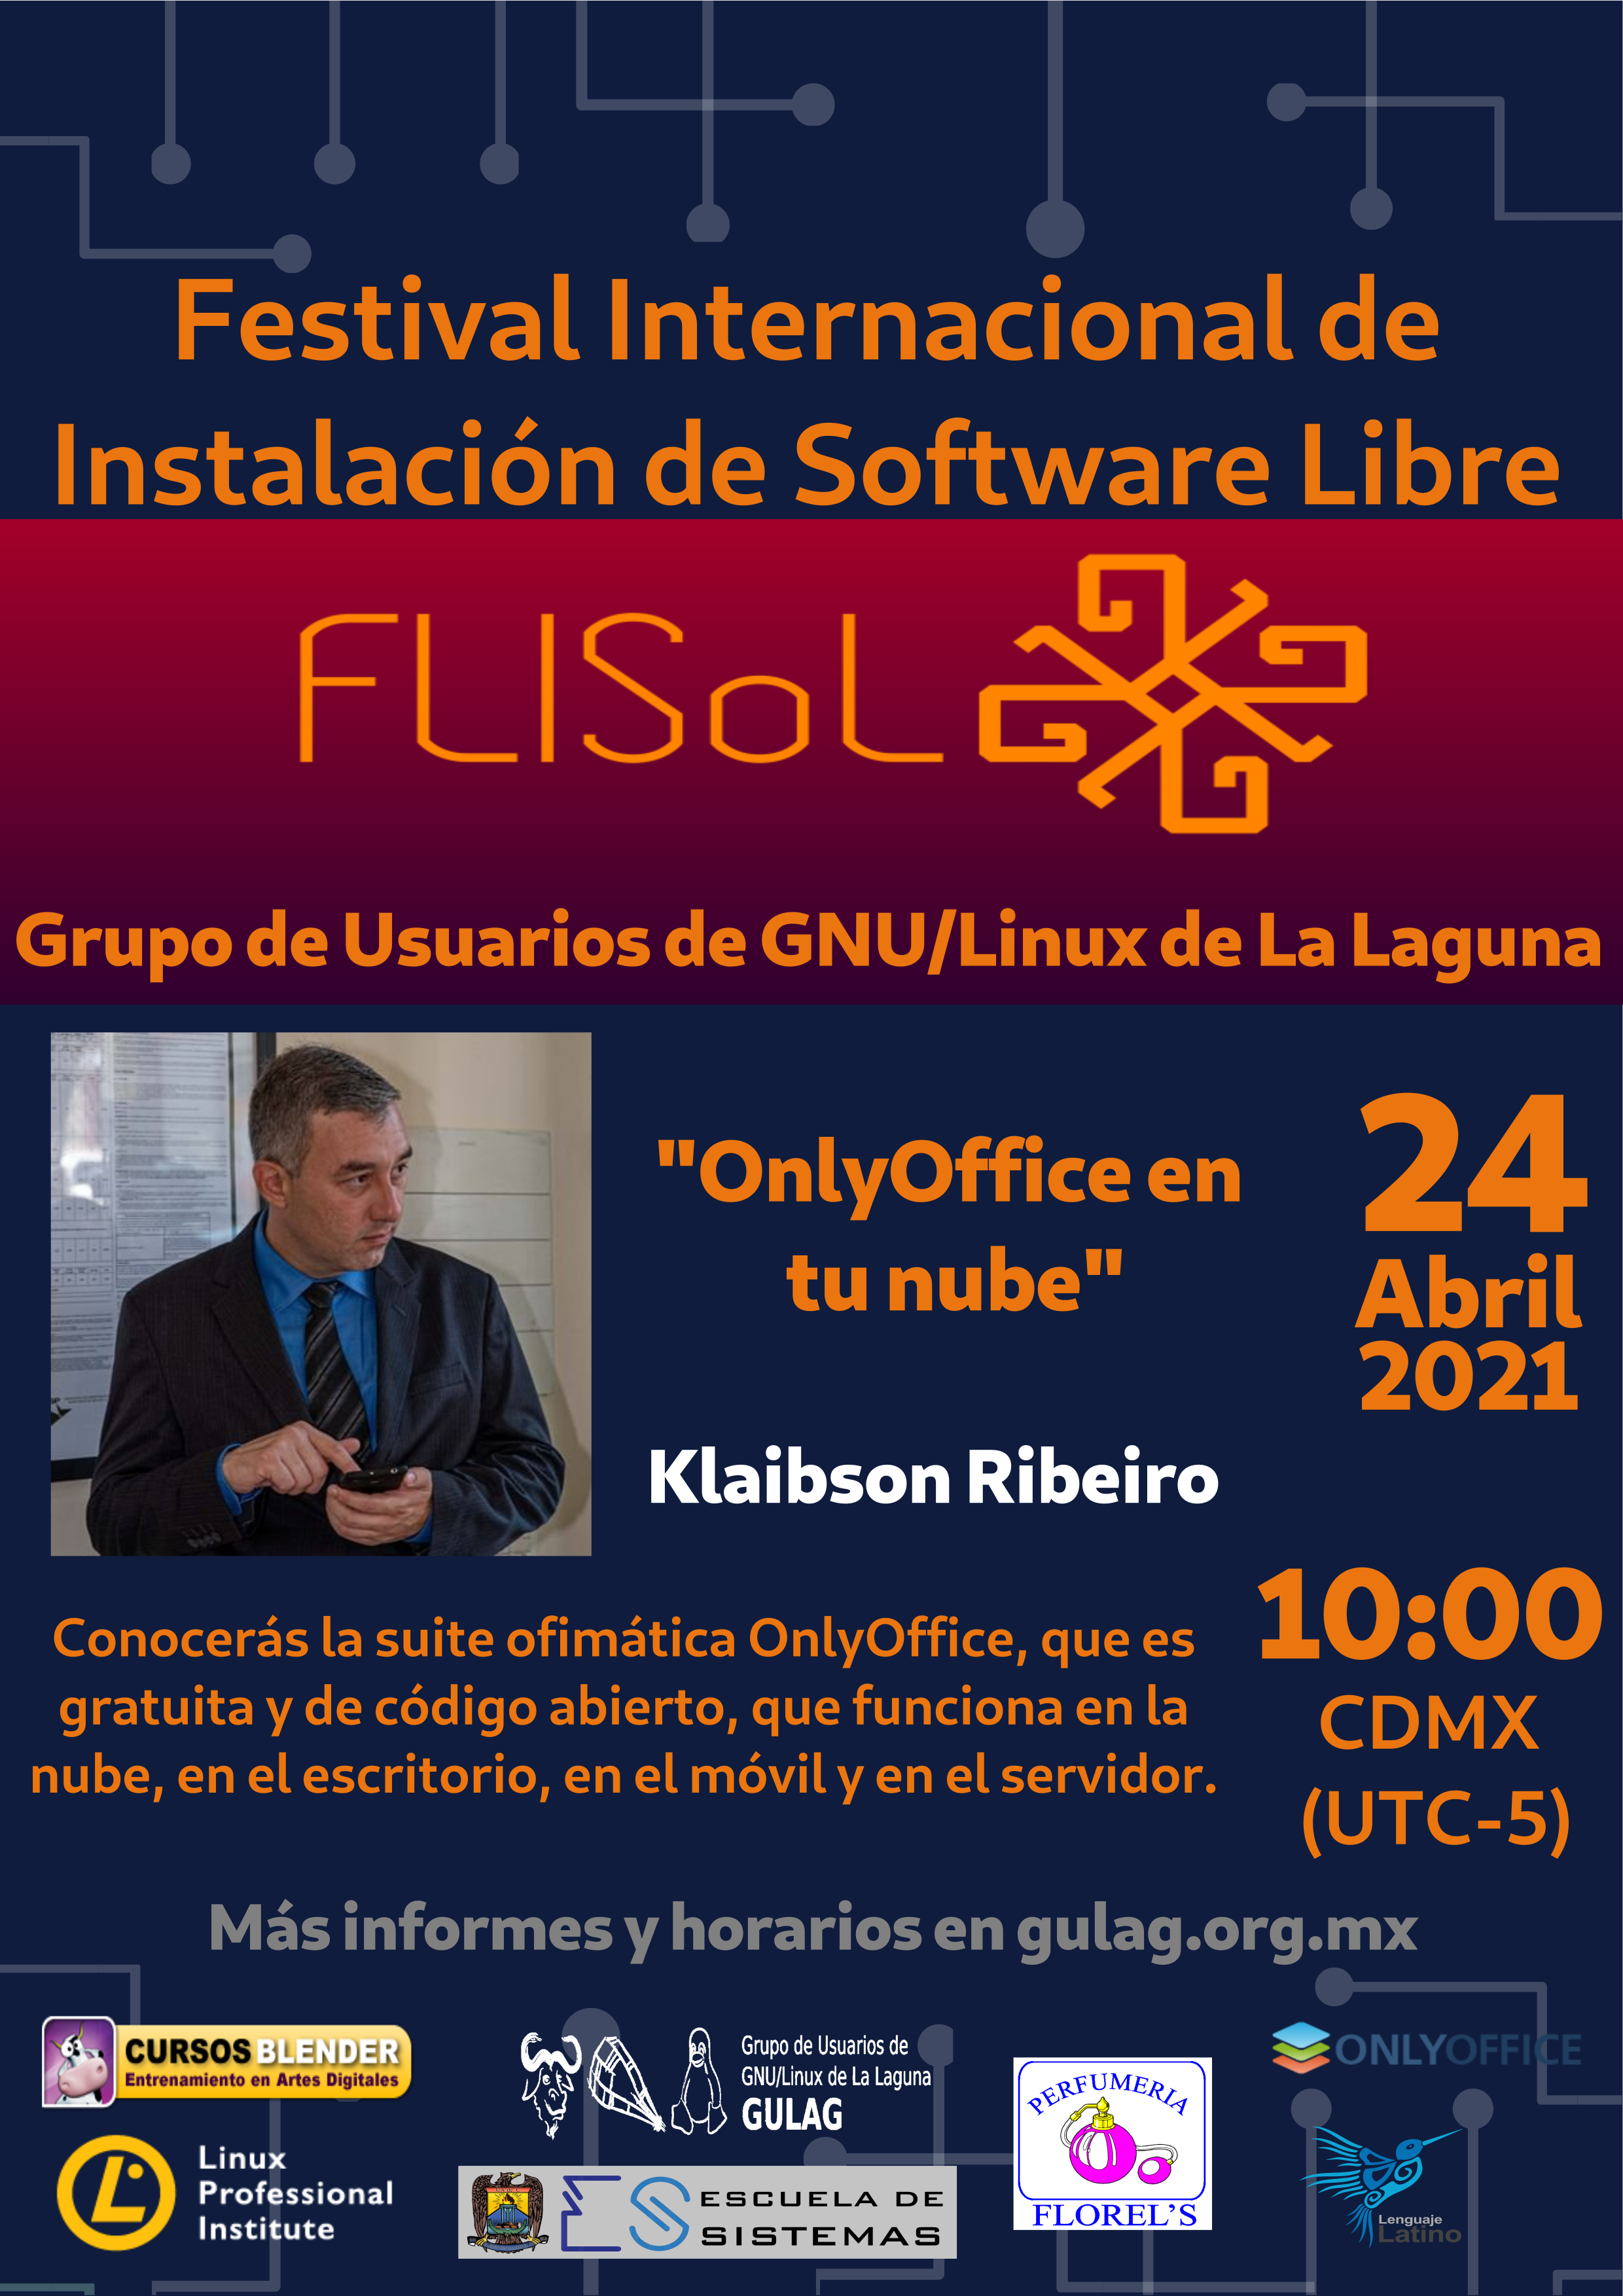 Festival Internacional de
Instalación de Software Libre
FLISoL
Grupo de Usuarios de GNU/Linux de La Laguna
"OnlyOffice en
tu nube"
24
Abril
2021
Klaibson Ribeiro
Conocerás la suite ofimática OnlyOffice, que es
gratuita y de código abierto, que funciona en la
nube, en el escritorio, en el móvil y en el servidor.
10:00
CDMX
(UTC-5)
Más informes y horarios en gulag.org.mx
CURSOS BLENDER
Entrenamiento en Artes Digitales
Grupo de Usuarios de
GNU/Linux de La Laguna
GULAG
PERFUMERIA
FLOREL'S
ONLYOFFICE
Linux
Professional
Institute
ESCUELA DE
SISTEMAS
Lenguaje
Latino